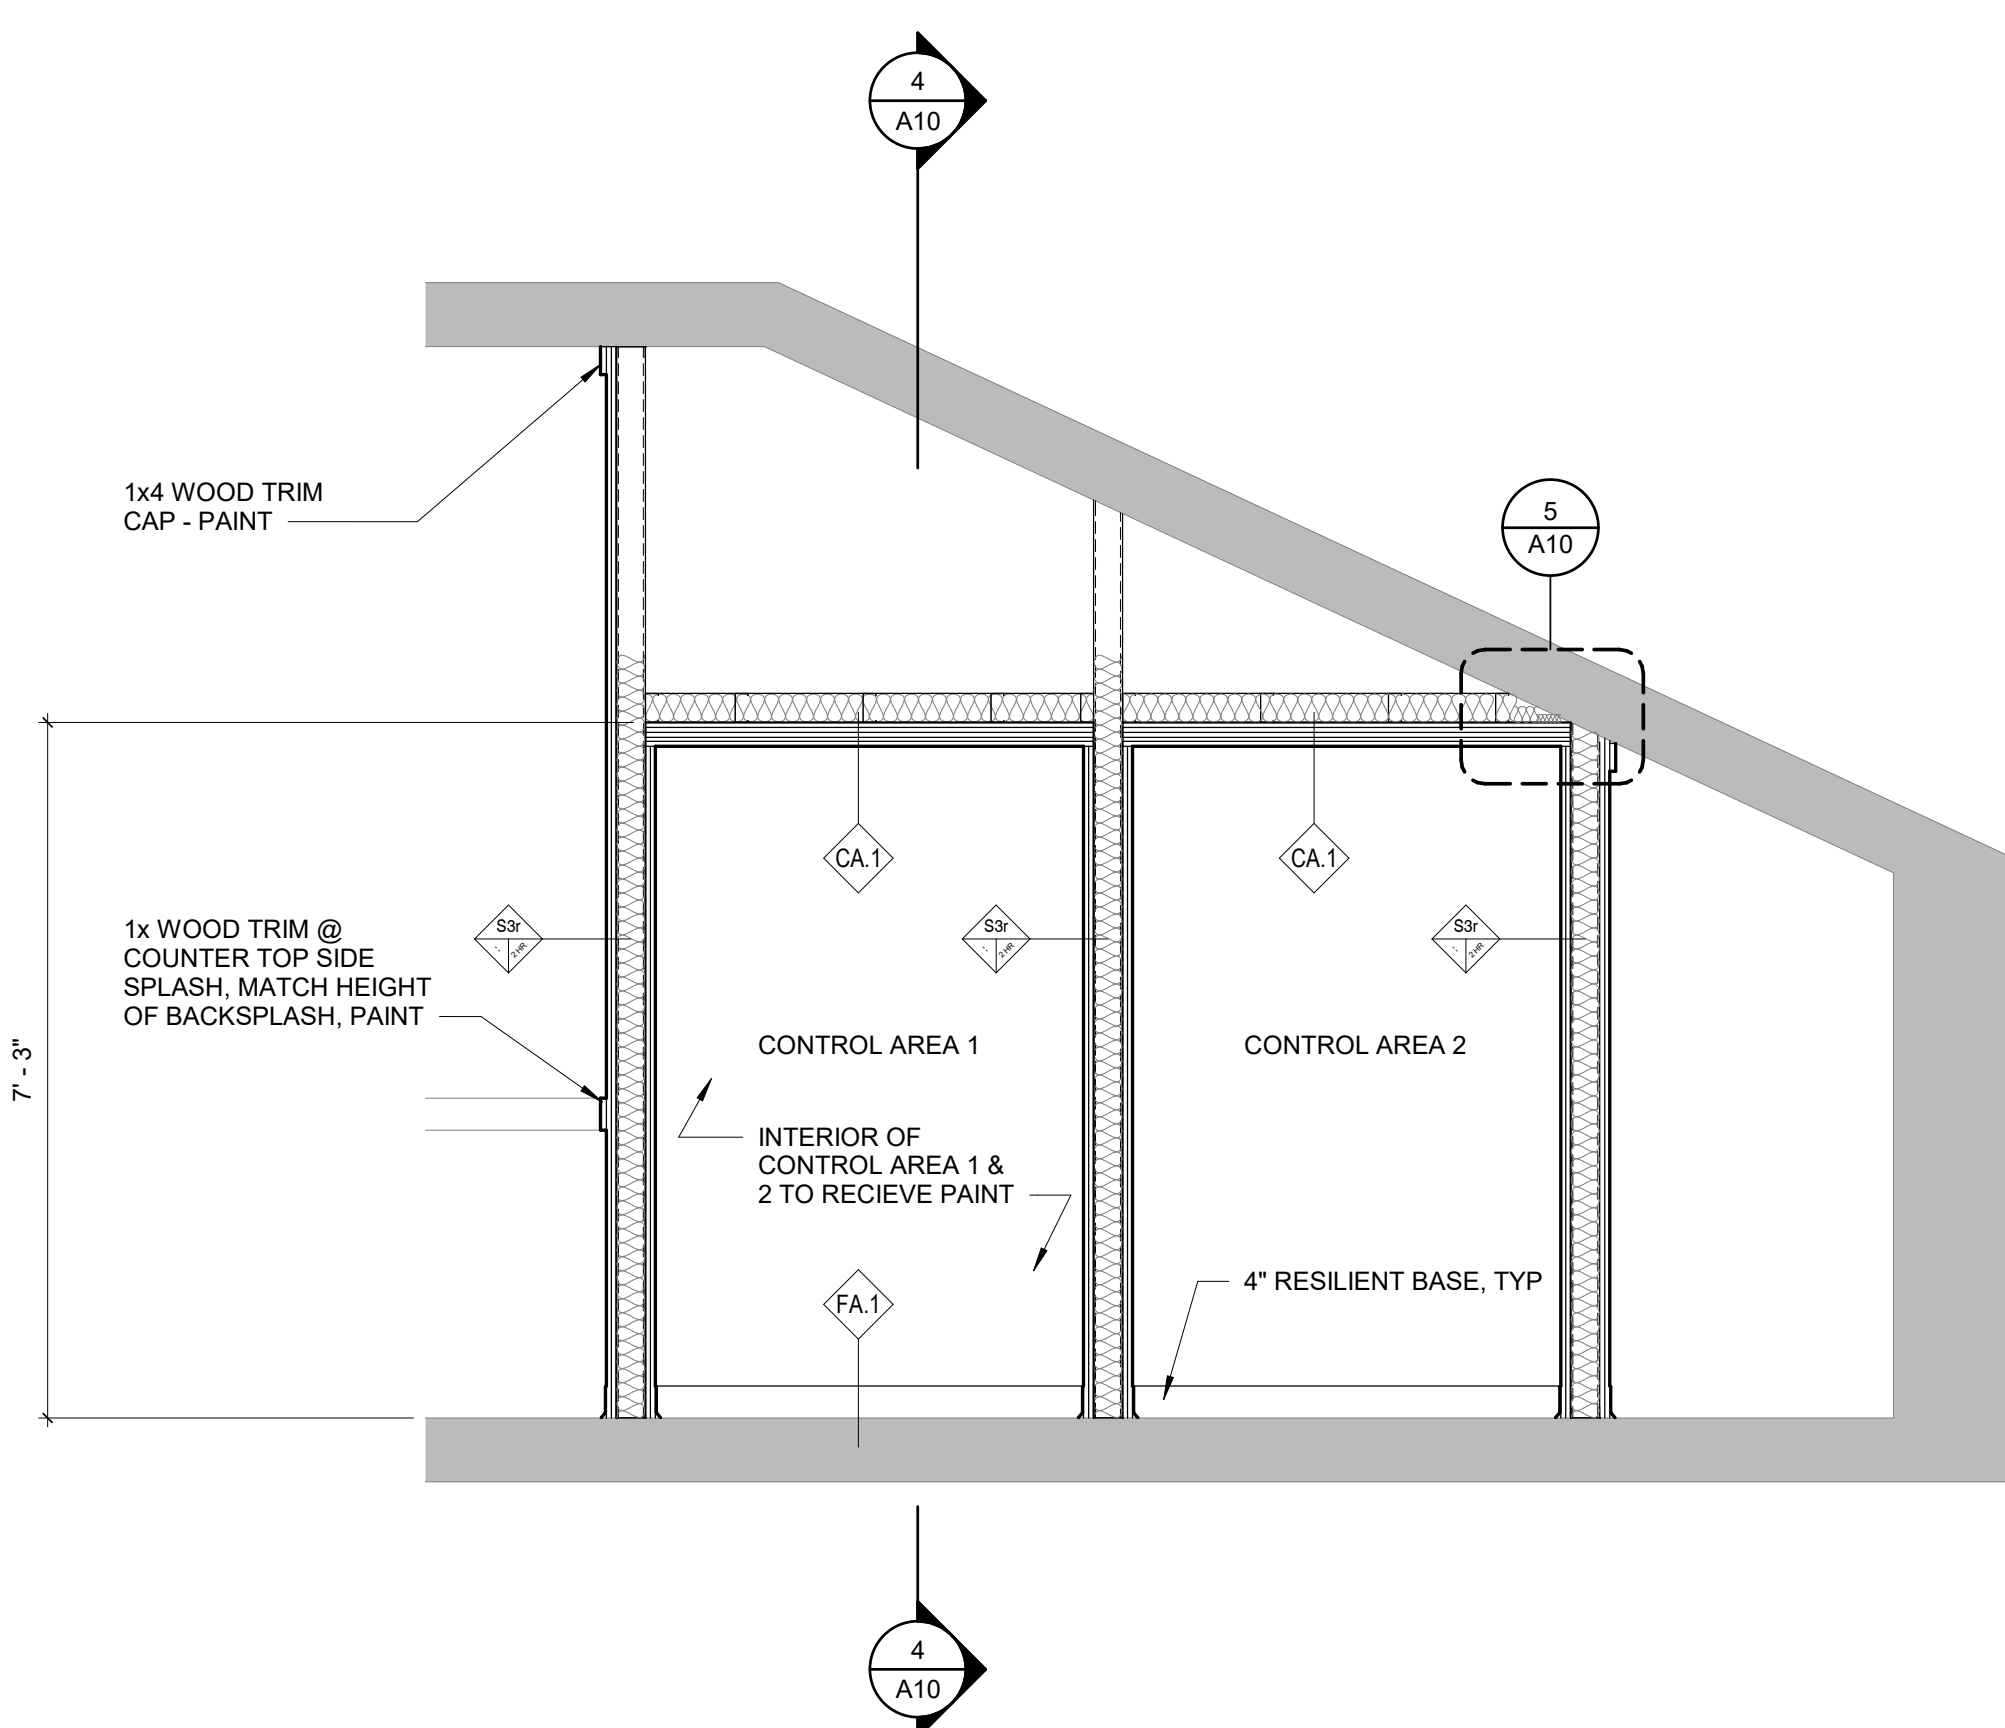 4
A10
1x4 WOOD TRIM
CAP - PAINT
5
A10
CA.1
CA.1
1x WOOD TRIM @
COUNTER TOP SIDE
SPLASH, MATCH HEIGHT
OF BACKSPLASH, PAINT
S3r
--
2 HR
S3r
--
2 HR
S3r
--
2 HR
7' - 3"
CONTROL AREA 1
CONTROL AREA 2
INTERIOR OF
CONTROL AREA 1 &
2 TO RECIEVE PAINT
4" RESILIENT BASE, TYP
FA.1
4
A10